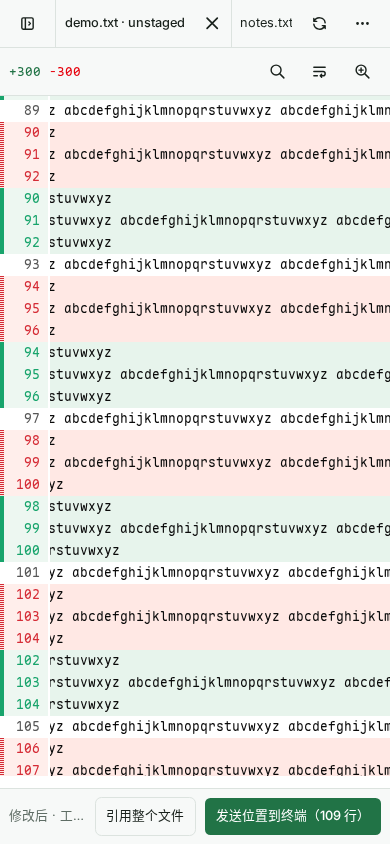 demo.txt · unstaged
notes.txt
+300 -300
89 z abcdefghijklmnopqrstuvwxyz abcdefghijklmn
90 z
91 z abcdefghijklmnopqrstuvwxyz abcdefghijklmn
92 z
90 stuvwxyz
91 stuvwxyz abcdefghijklmnopqrstuvwxyz abcdefg
92 stuvwxyz
93 z abcdefghijklmnopqrstuvwxyz abcdefghijklmn
94 z
95 z abcdefghijklmnopqrstuvwxyz abcdefghijklmn
96 z
94 stuvwxyz
95 stuvwxyz abcdefghijklmnopqrstuvwxyz abcdefg
96 stuvwxyz
97 z abcdefghijklmnopqrstuvwxyz abcdefghijklmn
98 z
99 z abcdefghijklmnopqrstuvwxyz abcdefghijklmn
100 yz
98 stuvwxyz
99 stuvwxyz abcdefghijklmnopqrstuvwxyz abcdefg
100 rstuvwxyz
101 yz abcdefghijklmnopqrstuvwxyz abcdefghijklm
102 yz
103 yz abcdefghijklmnopqrstuvwxyz abcdefghijklm
104 yz
102 rstuvwxyz
103 rstuvwxyz abcdefghijklmnopqrstuvwxyz abcdef
104 rstuvwxyz
105 yz abcdefghijklmnopqrstuvwxyz abcdefghijklm
106 yz
107 yz abcdefghijklmnopqrstuvwxyz abcdefghijklm
修改后 · 工...
引用整个文件
发送位置到终端（109 行）